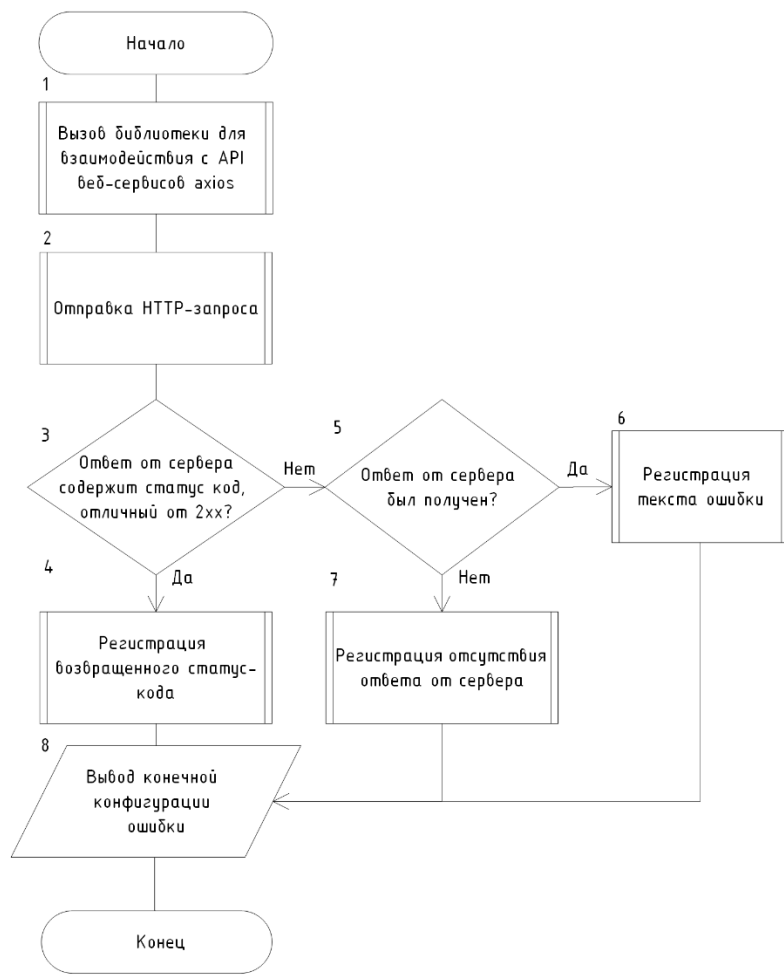 Начало
1
Вызов библиотеки для
взаимодействия с API
веб-сервисов axios
2
Отправка HTTP-запроса
3
Ответ от сервера
содержит статус код,
отличный от 2xx?
Нет
5
Ответ от сервера
был получен?
Да
6
Регистрация
текста ошибки
4
Да
Регистрация
возвращенного статус-
кода
7
Нет
Регистрация отсутствия
ответа от сервера
8
Вывод конечной
конфигурации
ошибки
Конец